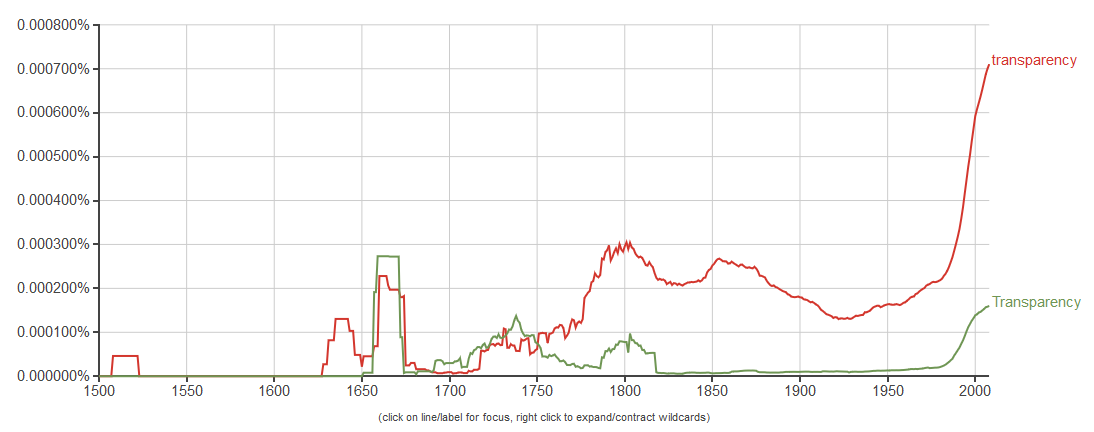 0.000800%
0.000700%
transparency
0.000600%
0.000500%
0.000400%
0.000300%
Transparency
0.000200%
0.000100%
0.000000%
1500 1550 1600 1650 1700 1750 1800 1850 1900 1950 2000
(click on line/label for focus, right click to expand/contract wildcards)